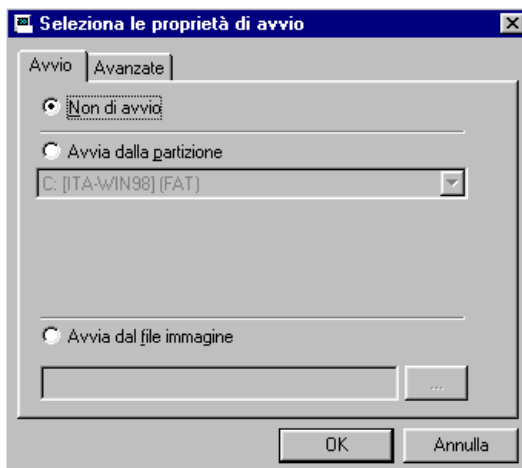 Seleziona le proprietà di avvio
Avvio Avanzate
Non di avvio
Avvia dalla partizione
C: [ITA-WIN98] (FAT)
Avvia dal file immagine
...
OK Annulla